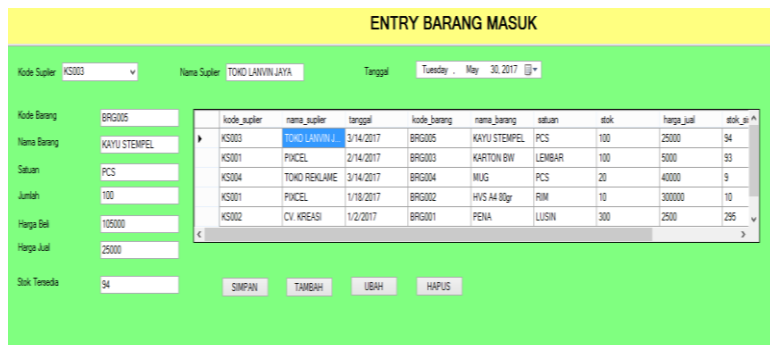 ENTRY BARANG MASUK
Kode Suplier KS003 Nama Suplier TOKO LANVIN JAYA Tanggal Tuesday , May 30, 2017
Kode Barang BRG005
Nama Barang KAYU STEMPEL
Satuan PCS
Jumlah 100
Harga Beli 105000
Harga Jual 25000
Stok Tersedia 94
kode_suplier nama_suplier tanggal kode_barang nama_barang satuan stok harga_jual
KS003 TOKO LANVIN J... 3/14/2017 BRG005 KAYU STEMPEL PCS 100 25000 94
KS001 PIXCEL 2/14/2017 BRG003 KARTON BW LEMBAR 100 5000 93
KS004 TOKO REKLAME 3/14/2017 BRG004 MUG PCS 20 40000 9
KS001 PIXCEL 1/18/2017 BRG002 HVS A4 80gr RIM 10 300000 10
KS002 CV. KREASI 1/2/2017 BRG001 PENA LUSIN 300 2500 295
SIMPAN TAMBAH UBAH HAPUS